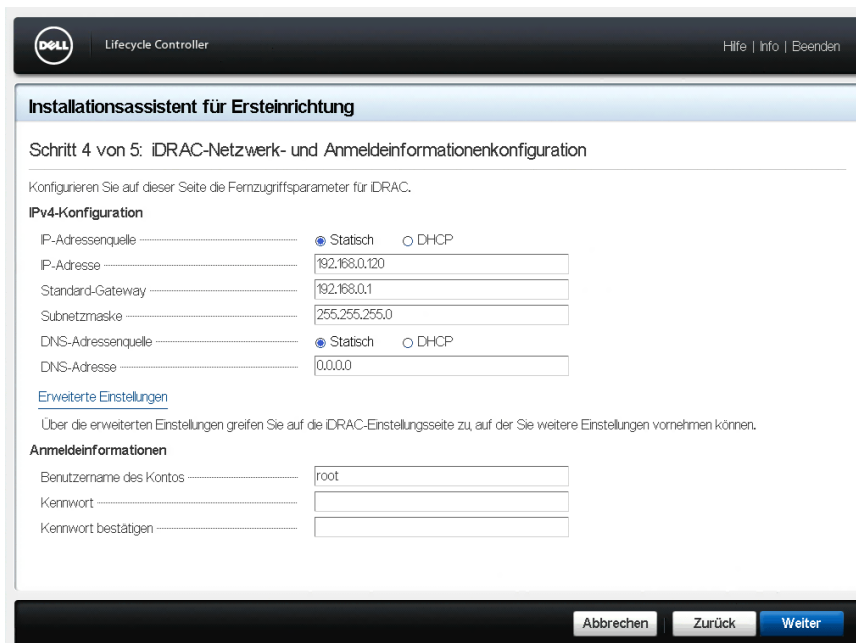 DELL
Lifecycle Controller
Hilfe | Info | Beenden
Installationsassistent für Ersteinrichtung
Schritt 4 von 5: iDRAC-Netzwerk- und Anmeldeinformationenkonfiguration
Konfigurieren Sie auf dieser Seite die Fernzugriffsparameter für iDRAC.
IPv4-Konfiguration
IP-Adressenquelle Statisch DHCP
IP-Adresse 192.168.0.120
Standard-Gateway 192.168.0.1
Subnetzmaske 255.255.255.0
DNS-Adressenquelle Statisch DHCP
DNS-Adresse 0.0.0.0
Erweiterte Einstellungen
Über die erweiterten Einstellungen greifen Sie auf die iDRAC-Einstellungsseite zu, auf der Sie weitere Einstellungen vornehmen können.
Anmeldeinformationen
Benutzername des Kontos root
Kennwort
Kennwort bestätigen
Abbrechen Zurück Weiter